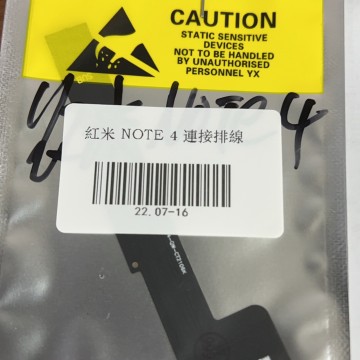 CAUTION
STATIC SENSITIVE
DEVICES
NOT TO BE HANDLED
BY UNAUTHORISED
PERSONNEL YX
紅米 NOTE 4 連接排線
22.07-16